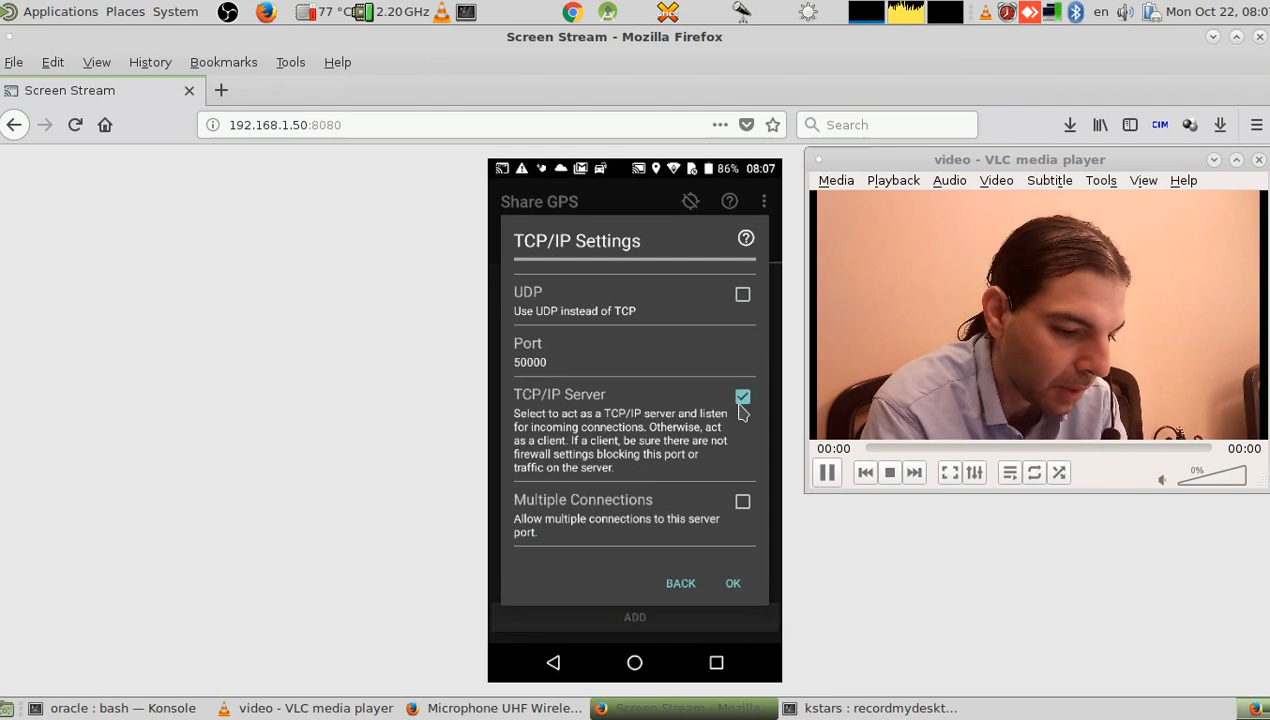 Applications Places System 77 °C 2.20 GHz en Mon Oct 22, 08:07
Screen Stream - Mozilla Firefox
File Edit View History Bookmarks Tools Help
Screen Stream
192.168.1.50:8080
Search
CIM
86% 08:07
Share GPS
TCP/IP Settings
UDP
Use UDP instead of TCP
Port
50000
TCP/IP Server
Select to act as a TCP/IP server and listen
for incoming connections. Otherwise, act
as a client. If a client, be sure there are not
firewall settings blocking this port or
traffic on the server.
Multiple Connections
Allow multiple connections to this server
port.
BACK OK
ADD
video - VLC media player
Media Playback Audio Video Subtitle Tools View Help
00:00 00:00
0%
oracle : bash — Konsole
video - VLC media player
Microphone UHF Wirele...
Screen Stream - Mozilla...
kstars : recordmydeskt...